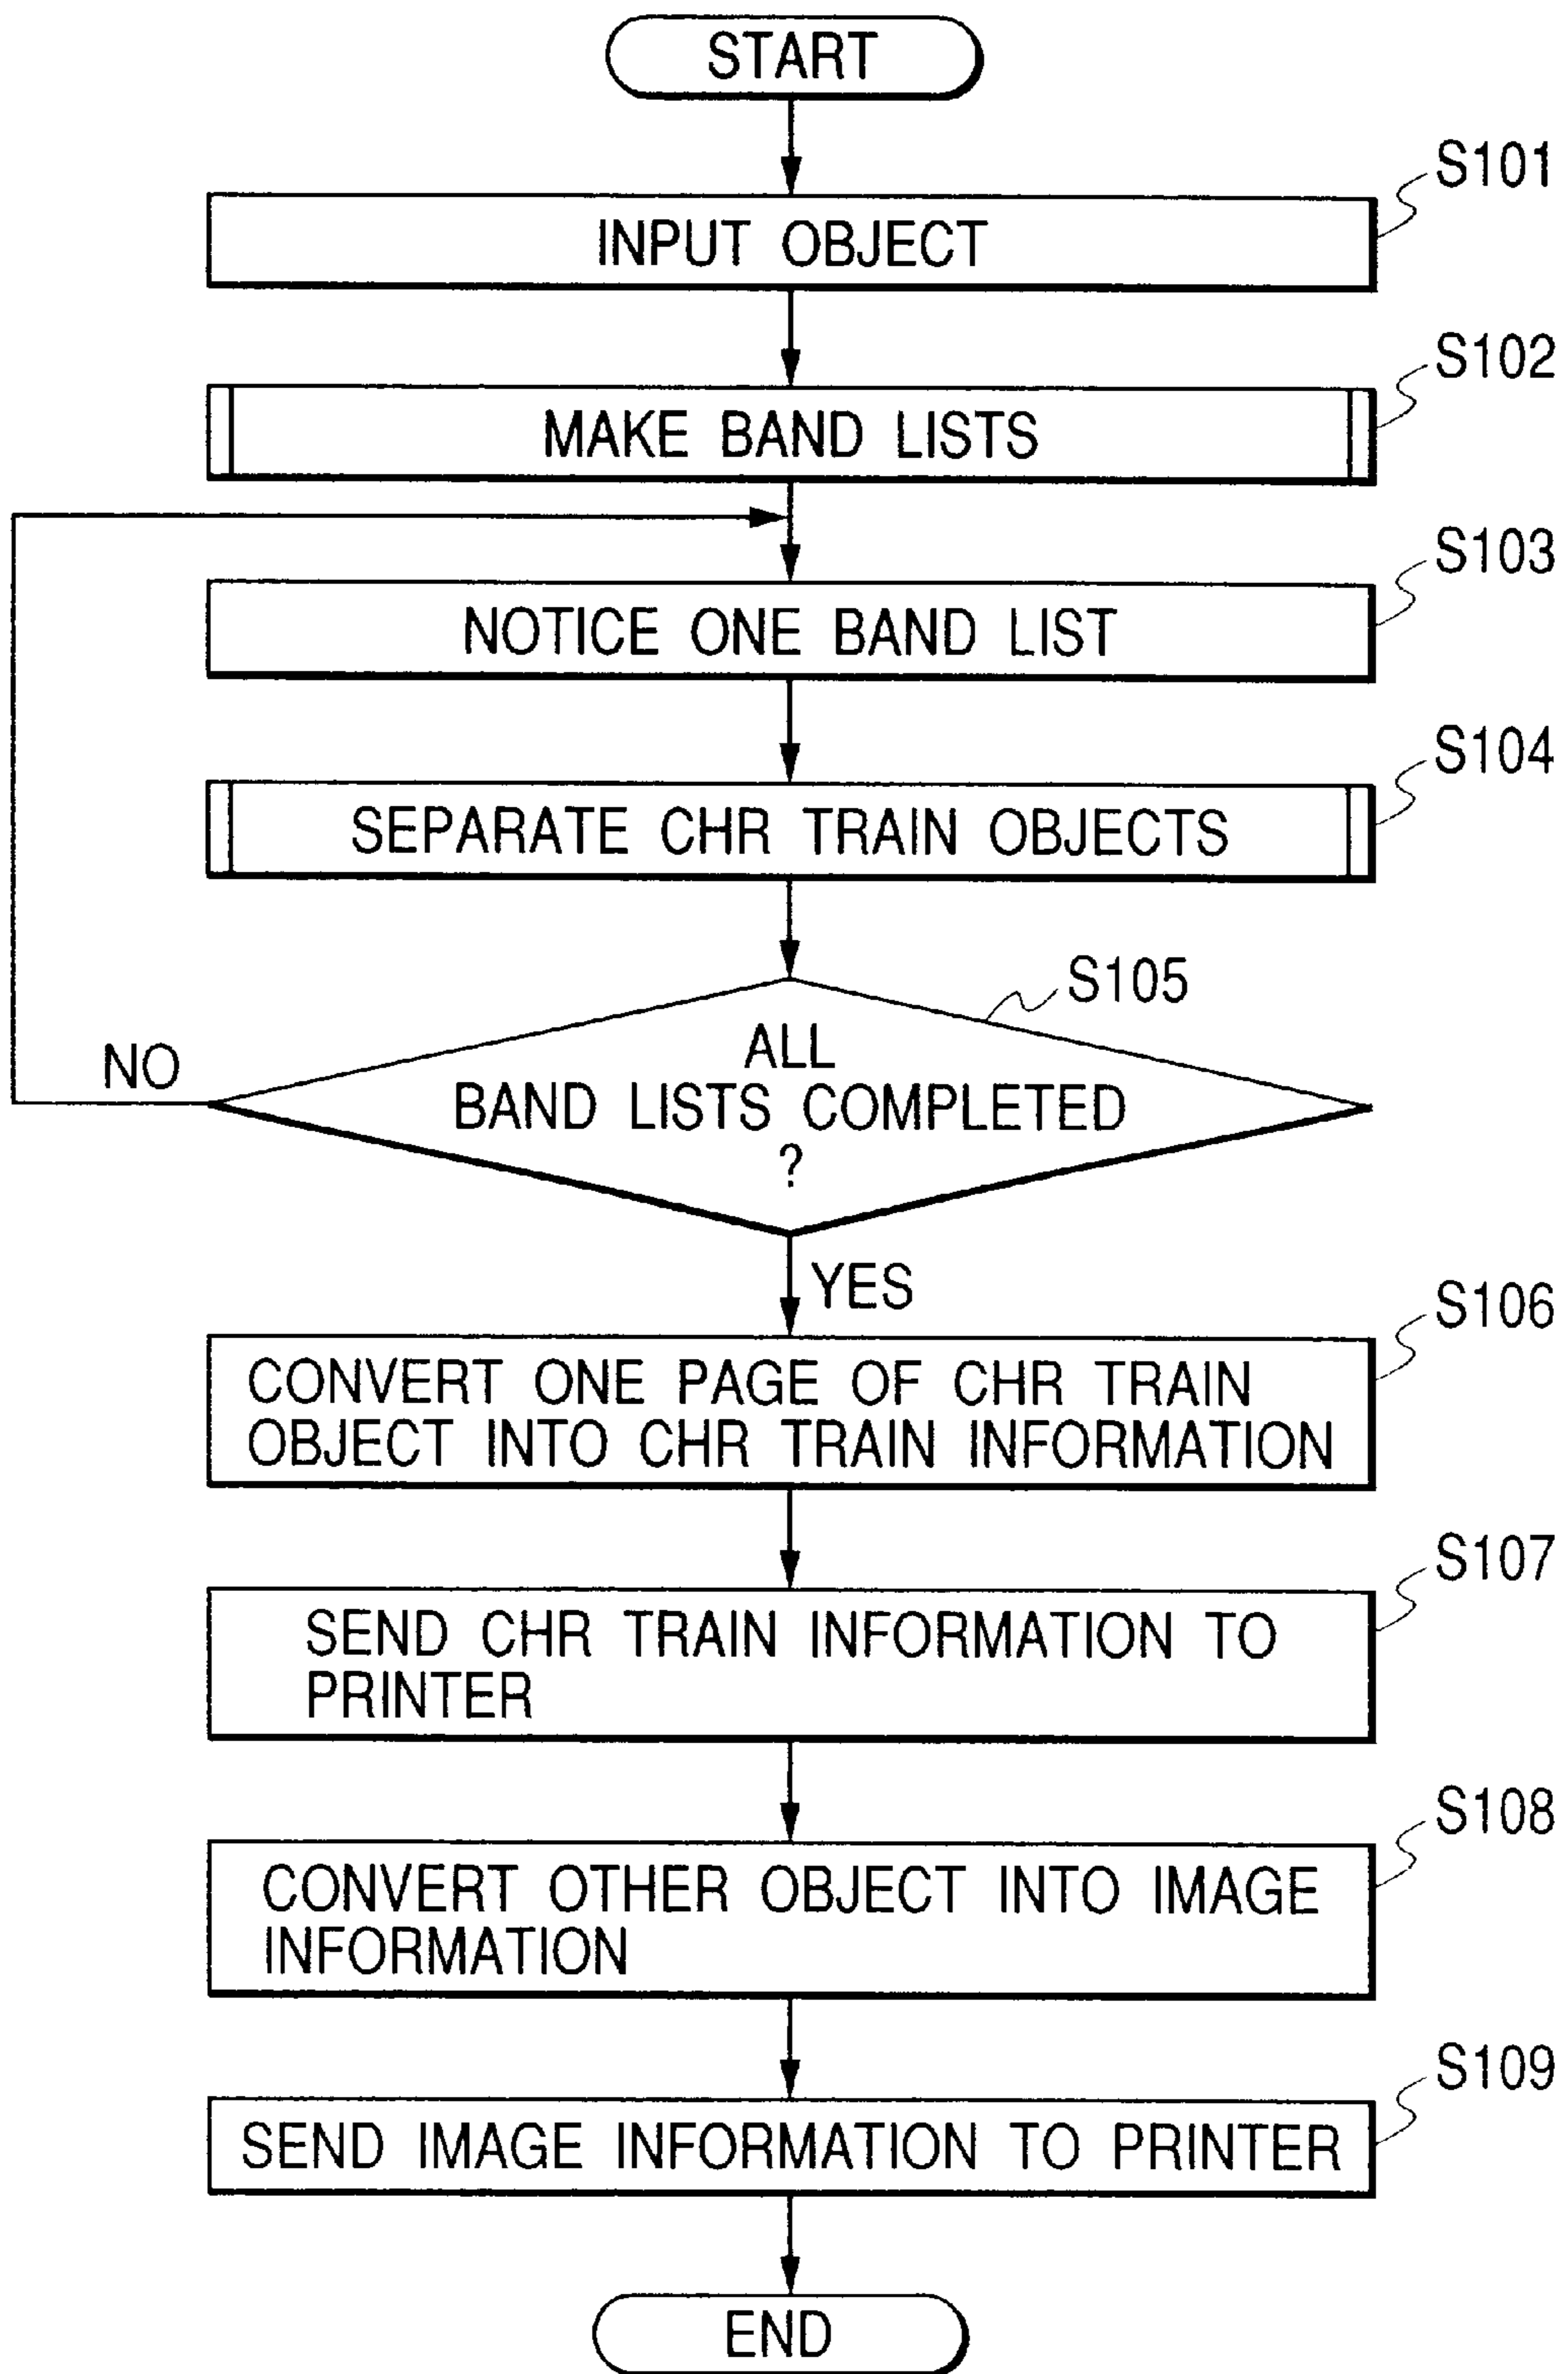 START
S101
INPUT OBJECT
S102
MAKE BAND LISTS
S103
NOTICE ONE BAND LIST
S104
SEPARATE CHR TRAIN OBJECTS
S105
ALL
BAND LISTS COMPLETED
?
NO
YES
S106
CONVERT ONE PAGE OF CHR TRAIN
OBJECT INTO CHR TRAIN INFORMATION
S107
SEND CHR TRAIN INFORMATION TO
PRINTER
S108
CONVERT OTHER OBJECT INTO IMAGE
INFORMATION
S109
SEND IMAGE INFORMATION TO PRINTER
END